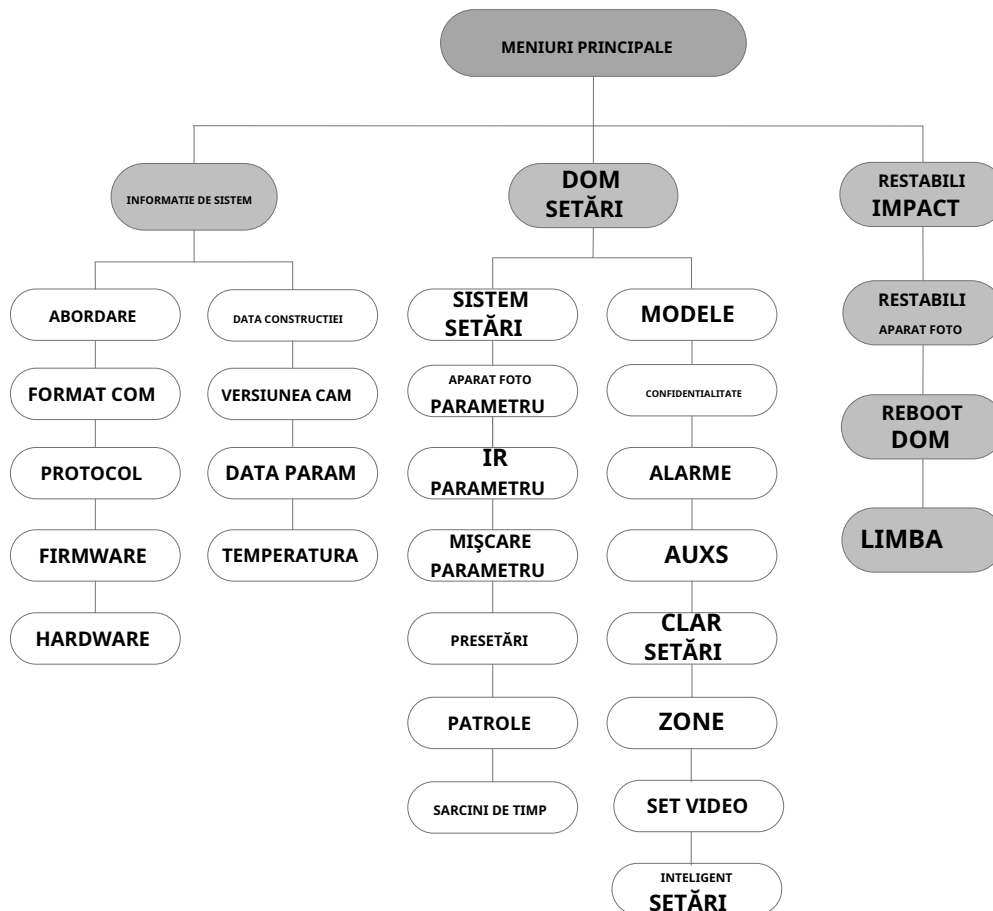 MENIURI PRINCIPALE
INFORMATIE DE SISTEM
DOM
SETĂRI
RESTABILI
IMPACT
ABORDARE
FORMAT COM
PROTOCOL
FIRMWARE
HARDWARE
DATA CONSTRUCTIEI
VERSIUNEA CAM
DATA PARAM
TEMPERATURA
SISTEM
SETĂRI
APARAT FOTO
PARAMETRU
IR
PARAMETRU
MIŞCARE
PARAMETRU
PRESETĂRI
PATROLE
SARCINI DE TIMP
MODELE
CONFIDENTIALITATE
ALARME
AUXS
CLAR
SETĂRI
ZONE
SET VIDEO
INTELIGENT
SETĂRI
RESTABILI
APARAT FOTO
REBOOT
DOM
LIMBA